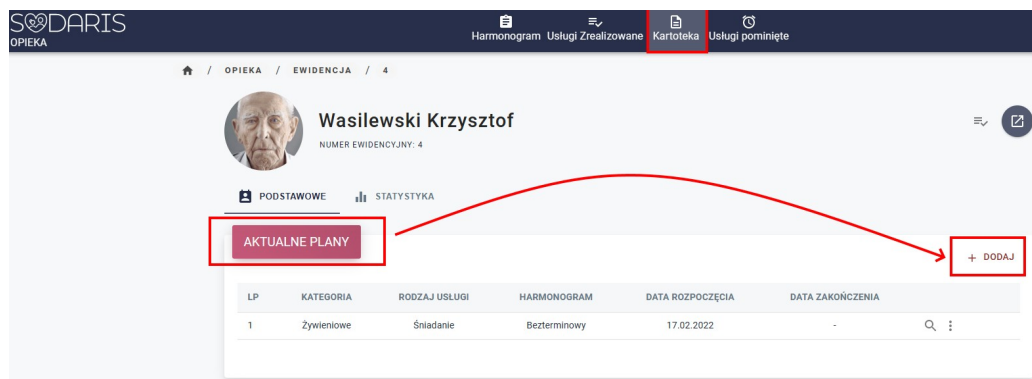 SODARIS
OPIEKA
Harmonogram Usługi Zrealizowane Kartoteka Usługi pominięte
/ OPIEKA / EWIDENCJA / 4
Wasilewski Krzysztof
NUMER EWIDENCYJNY: 4
PODSTAWOWE STATYSTYKA
AKTUALNE PLANY
+ DODAJ
LP KATEGORIA RODZAJ USŁUGI HARMONOGRAM DATA ROZPOCZĘCIA DATA ZAKOŃCZENIA
1 Żywieniowe Śniadanie Bezterminowy 17.02.2022 -